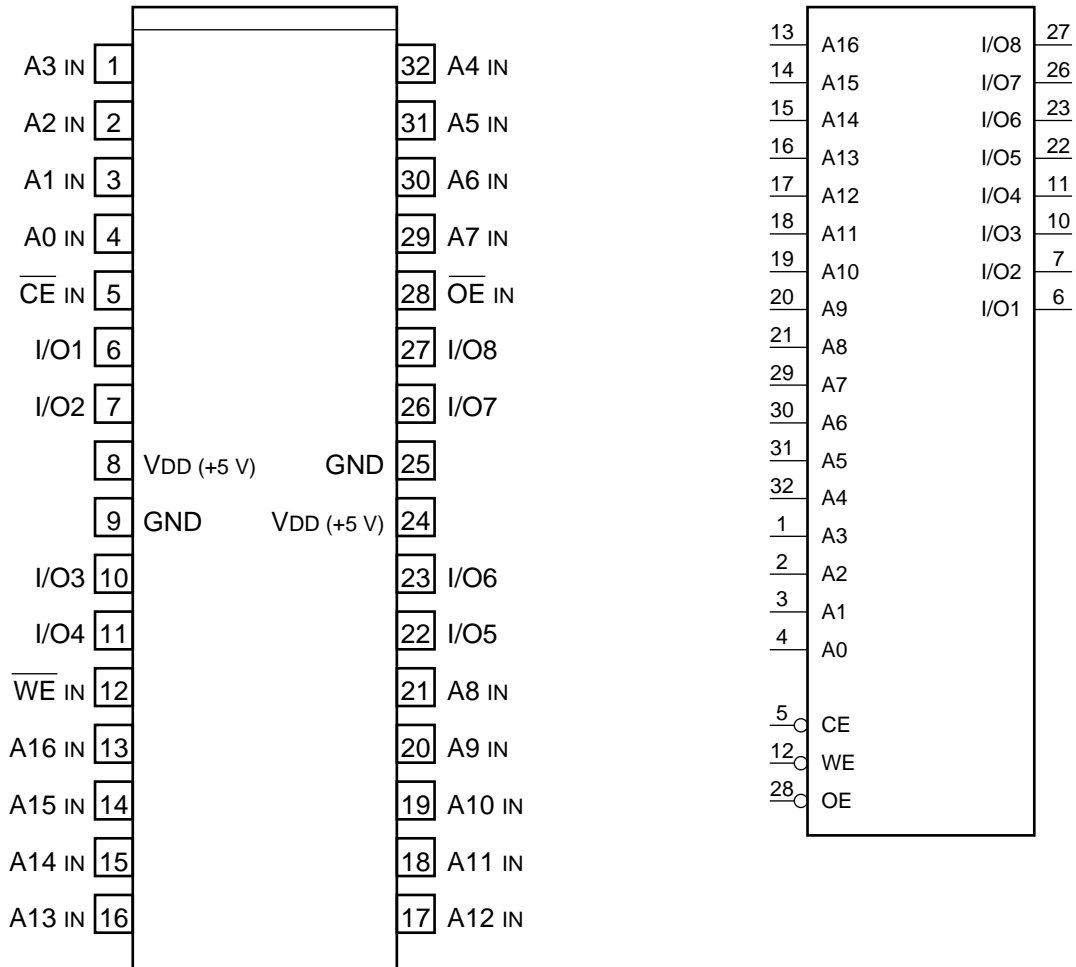 A3 IN 1 32 A4 IN
A2 IN 2 31 A5 IN
A1 IN 3 30 A6 IN
A0 IN 4 29 A7 IN
CE IN 5 28 OE IN
I/O1 6 27 I/O8
I/O2 7 26 I/O7
8 VDD (+5 V) GND 25
9 GND VDD (+5 V) 24
I/O3 10 23 I/O6
I/O4 11 22 I/O5
WE IN 12 21 A8 IN
A16 IN 13 20 A9 IN
A15 IN 14 19 A10 IN
A14 IN 15 18 A11 IN
A13 IN 16 17 A12 IN
13 A16 I/O8 27
14 A15 I/O7 26
15 A14 I/O6 23
16 A13 I/O5 22
17 A12 I/O4 11
18 A11 I/O3 10
19 A10 I/O2 7
20 A9 I/O1 6
21 A8
29 A7
30 A6
31 A5
32 A4
1 A3
2 A2
3 A1
4 A0
5 CE
12 WE
28 OE